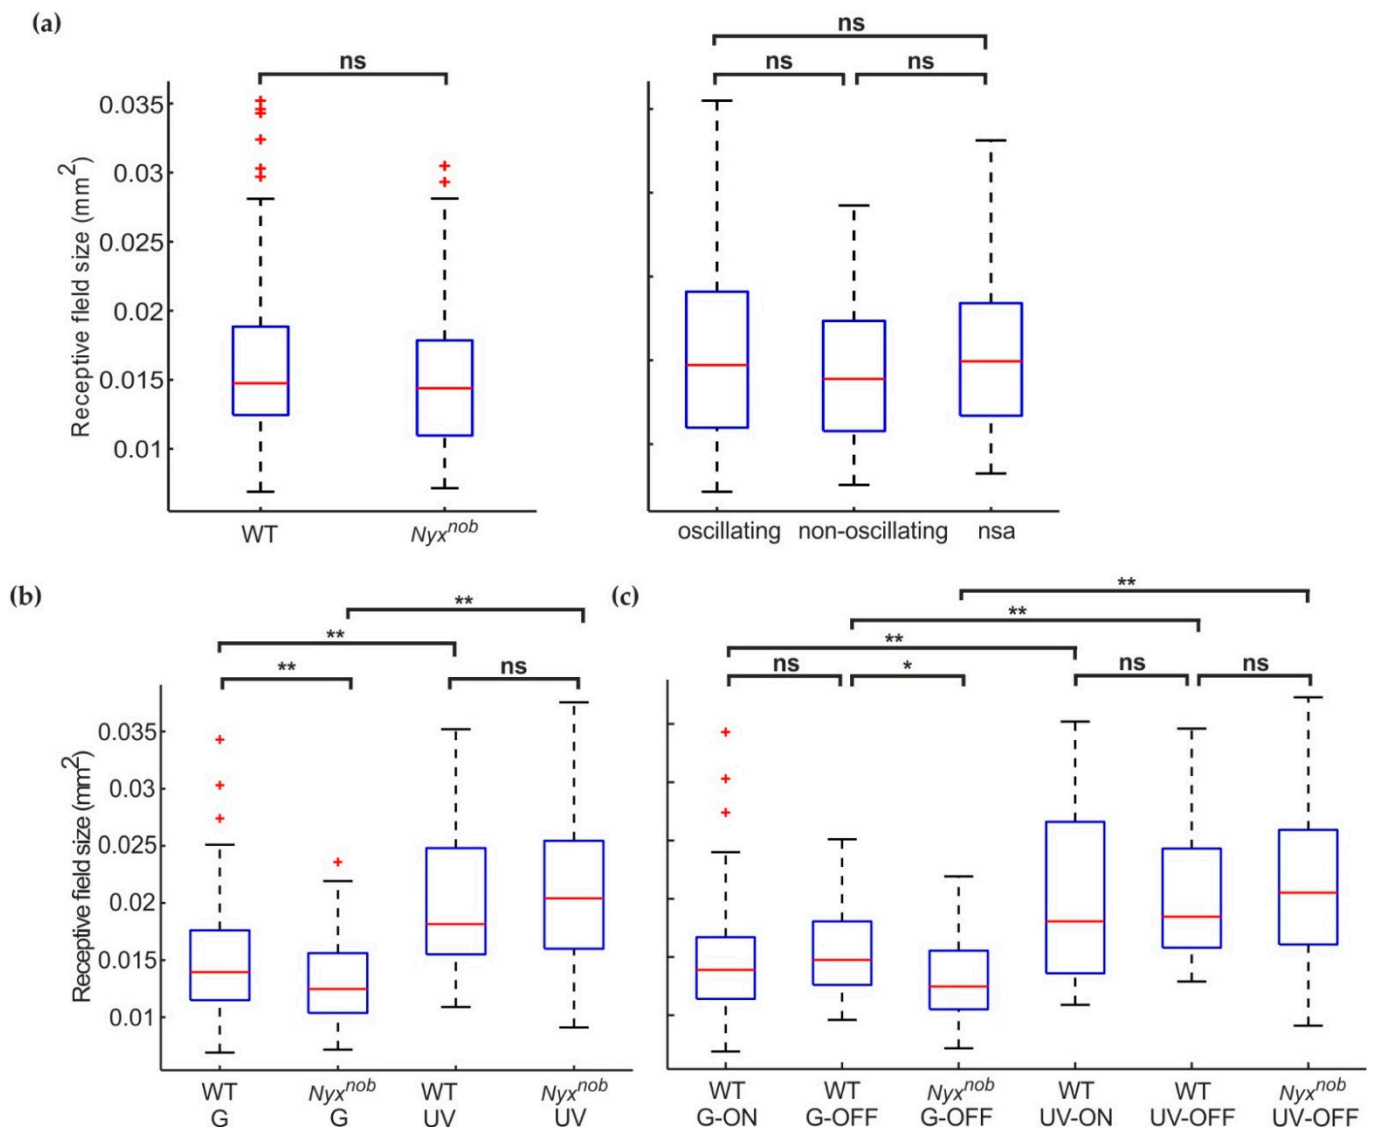 (a)
ns
ns
ns
ns
Receptive field size (mm2)
0.035
0.03
0.025
0.02
0.015
0.01
WT
Nyxnob
oscillating
non-oscillating
nsa
(b)
**
**
**
ns
Receptive field size (mm2)
0.035
0.03
0.025
0.02
0.015
0.01
WT
G
Nyxnob
G
WT
UV
Nyxnob
UV
(c)
**
**
**
ns
*
ns
ns
WT
G-ON
WT
G-OFF
Nyxnob
G-OFF
WT
UV-ON
WT
UV-OFF
Nyxnob
UV-OFF